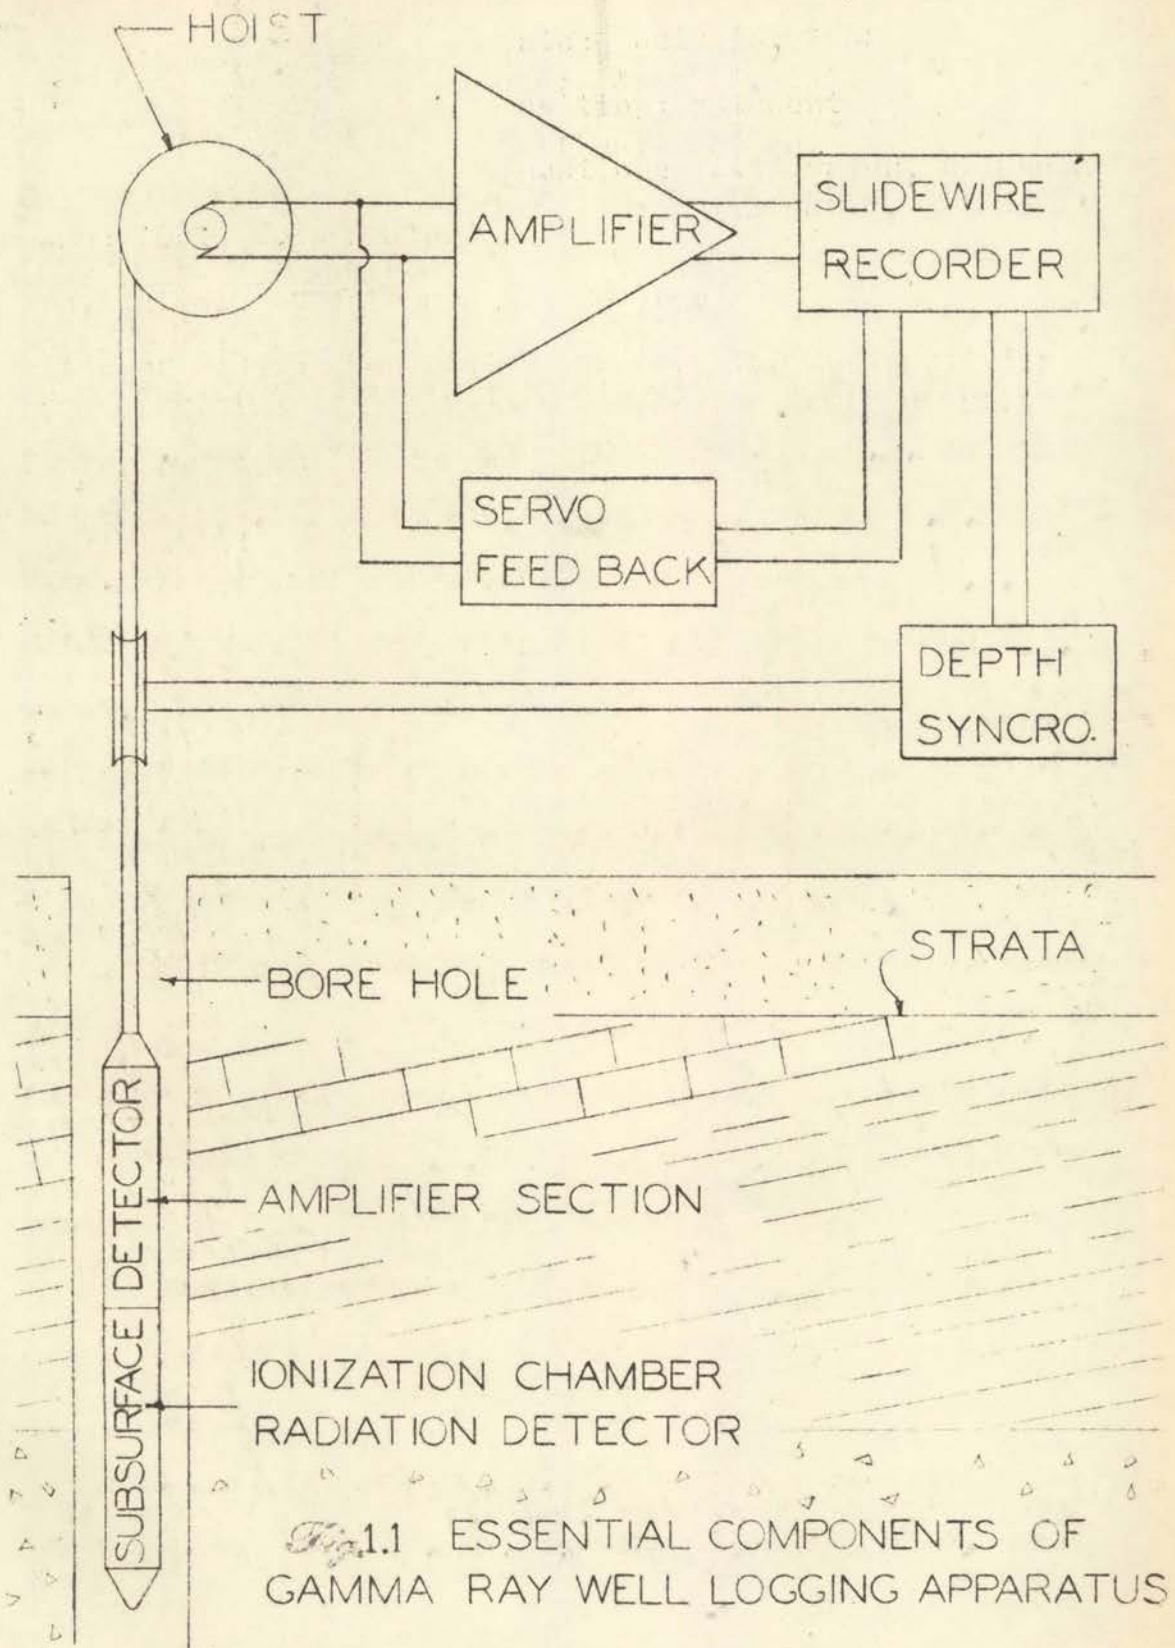 HOIST
AMPLIFIER
SLIDEWIRE
RECORDER
SERVO
FEED BACK
DEPTH
SYNCRO.
STRATA
BORE HOLE
SUBSURFACE DETECTOR
AMPLIFIER SECTION
IONIZATION CHAMBER
RADIATION DETECTOR
Fig. 1.1 ESSENTIAL COMPONENTS OF
GAMMA RAY WELL LOGGING APPARATUS